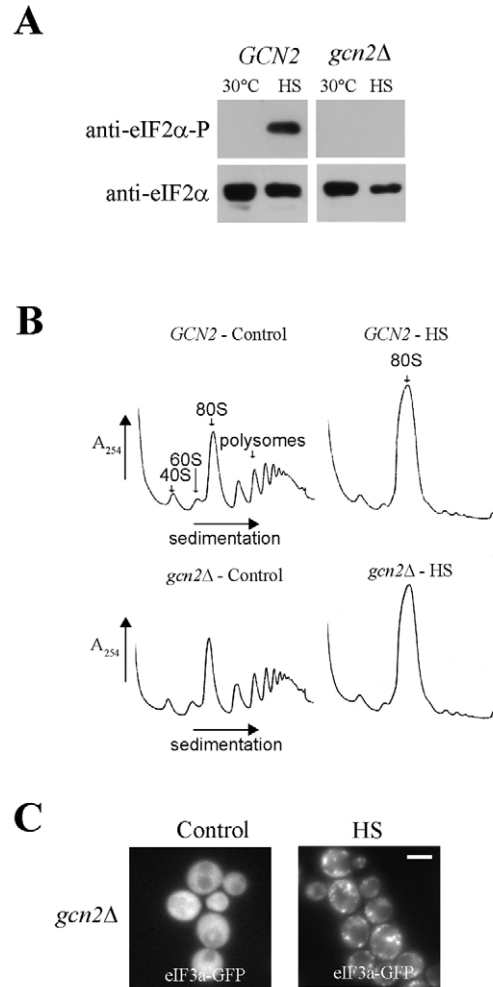 A
GCN2 gcn2Δ
30°C HS 30°C HS
anti-eIF2α-P
anti-eIF2α
B
GCN2 - Control GCN2 - HS
80S
80S
polysomes
A254
60S
40S
sedimentation
gcn2Δ - Control gcn2Δ - HS
A254
sedimentation
C
Control HS
gcn2Δ
eIF3a-GFP eIF3a-GFP